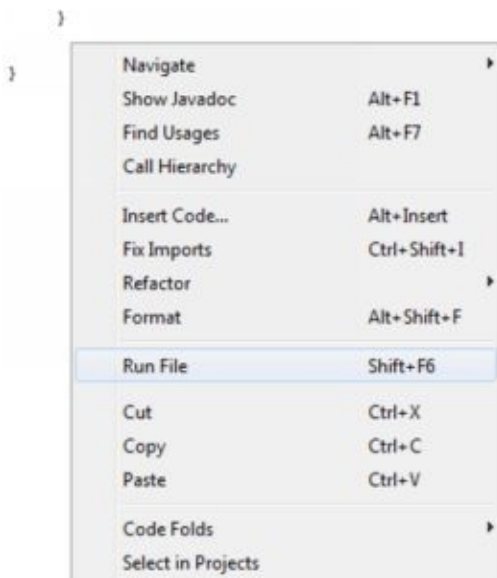 }
}
Navigate
Show Javadoc Alt+F1
Find Usages Alt+F7
Call Hierarchy
Insert Code... Alt+Insert
Fix Imports Ctrl+Shift+I
Refactor
Format Alt+Shift+F
Run File Shift+F6
Cut Ctrl+X
Copy Ctrl+C
Paste Ctrl+V
Code Folds
Select in Projects